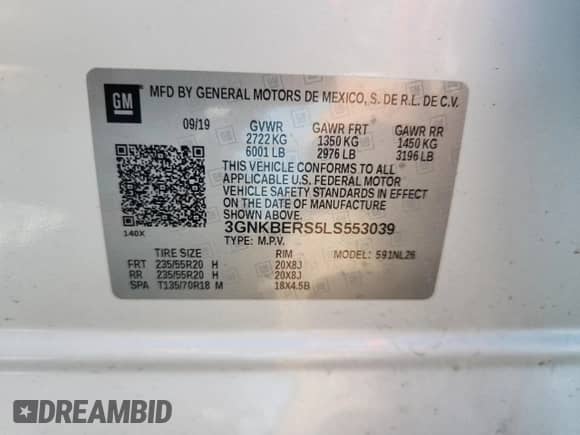 GM
MFD BY GENERAL MOTORS DE MEXICO, S. DE R.L. DE C.V.
09/19 GVWR GAWR FRT GAWR RR
2722 KG 1350 KG 1450 KG
6001 LB 2976 LB 3196 LB
THIS VEHICLE CONFORMS TO ALL
APPLICABLE U.S. FEDERAL MOTOR
VEHICLE SAFETY STANDARDS IN EFFECT
ON THE DATE OF MANUFACTURE
SHOWN ABOVE.
3GNKBERS5LS553039
TYPE: M.P.V.
140X
TIRE SIZE RIM MODEL: 591NL26
FRT 235/55R20 H 20X8J
RR 235/55R20 H 20X8J
SPA T135/70R18 M 18X4.5B
DREAMBID